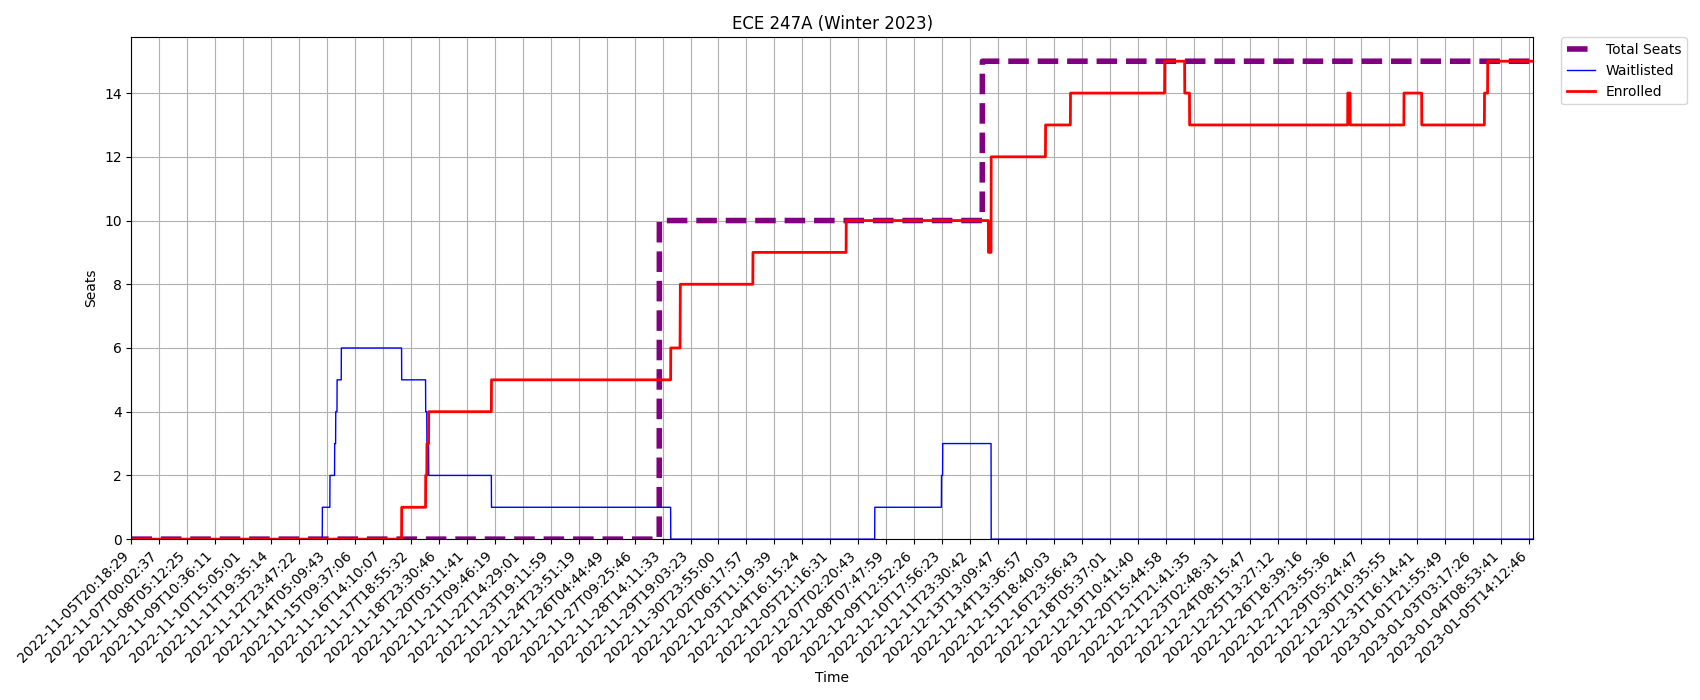 ECE 247A (Winter 2023)
Total Seats
Waitlisted
Enrolled
Seats
14
12
10
8
6
4
2
0
2022-11-05T20:18:29
2022-11-07T00:02:37
2022-11-08T05:12:25
2022-11-09T10:36:11
2022-11-10T15:05:01
2022-11-11T19:35:14
2022-11-12T23:47:22
2022-11-14T05:09:43
2022-11-15T09:37:06
2022-11-16T14:10:07
2022-11-17T18:55:32
2022-11-18T23:30:46
2022-11-20T05:11:41
2022-11-21T09:46:19
2022-11-22T14:29:01
2022-11-23T19:11:59
2022-11-24T23:51:19
2022-11-26T04:44:49
2022-11-27T09:25:46
2022-11-28T14:11:33
2022-11-29T19:03:23
2022-11-30T23:55:00
2022-12-02T06:17:57
2022-12-03T11:19:39
2022-12-04T16:15:24
2022-12-05T21:16:31
2022-12-07T02:20:43
2022-12-08T07:47:59
2022-12-09T12:52:26
2022-12-10T17:56:23
2022-12-11T23:30:42
2022-12-13T13:09:47
2022-12-14T13:36:57
2022-12-15T18:40:03
2022-12-16T23:56:43
2022-12-18T05:37:01
2022-12-19T10:41:40
2022-12-20T15:44:58
2022-12-21T21:41:35
2022-12-23T02:48:31
2022-12-24T08:15:47
2022-12-25T13:27:12
2022-12-26T18:39:16
2022-12-27T23:55:36
2022-12-29T05:24:47
2022-12-30T10:35:55
2022-12-31T16:14:41
2023-01-01T21:55:49
2023-01-03T03:17:26
2023-01-04T08:53:41
2023-01-05T14:12:46
Time